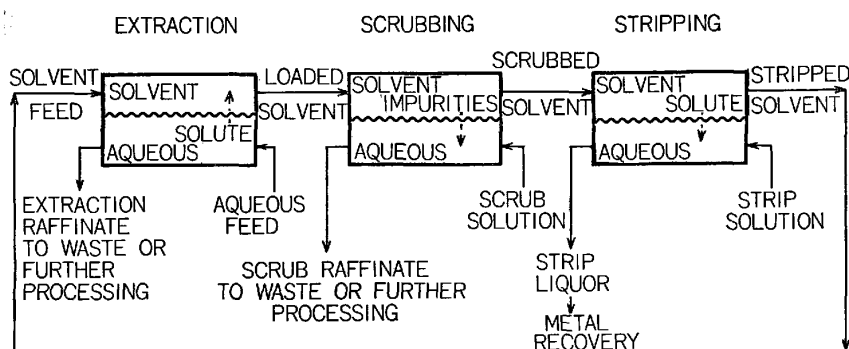 EXTRACTION
SCRUBBING
STRIPPING
SOLVENT
FEED
SOLVENT
SOLUTE
AQUEOUS
LOADED
SOLVENT
SOLVENT
IMPURITIES
AQUEOUS
SCRUBBED
SOLVENT
SOLVENT
SOLUTE
AQUEOUS
STRIPPED
SOLVENT
EXTRACTION
RAFFINATE
TO WASTE OR
FURTHER
PROCESSING
AQUEOUS
FEED
SCRUB RAFFINATE
TO WASTE OR FURTHER
PROCESSING
SCRUB
SOLUTION
STRIP
LIQUOR
METAL
RECOVERY
STRIP
SOLUTION